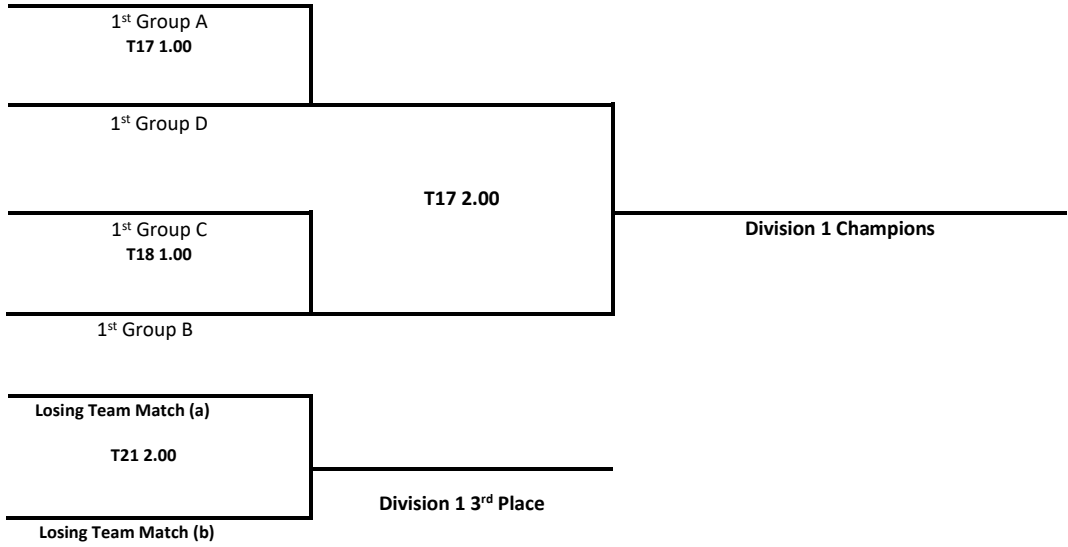 1st Group A
T17 1.00
1st Group D
T17 2.00
1st Group C
T18 1.00
Division 1 Champions
1st Group B
Losing Team Match (a)
T21 2.00
Division 1 3rd Place
Losing Team Match (b)